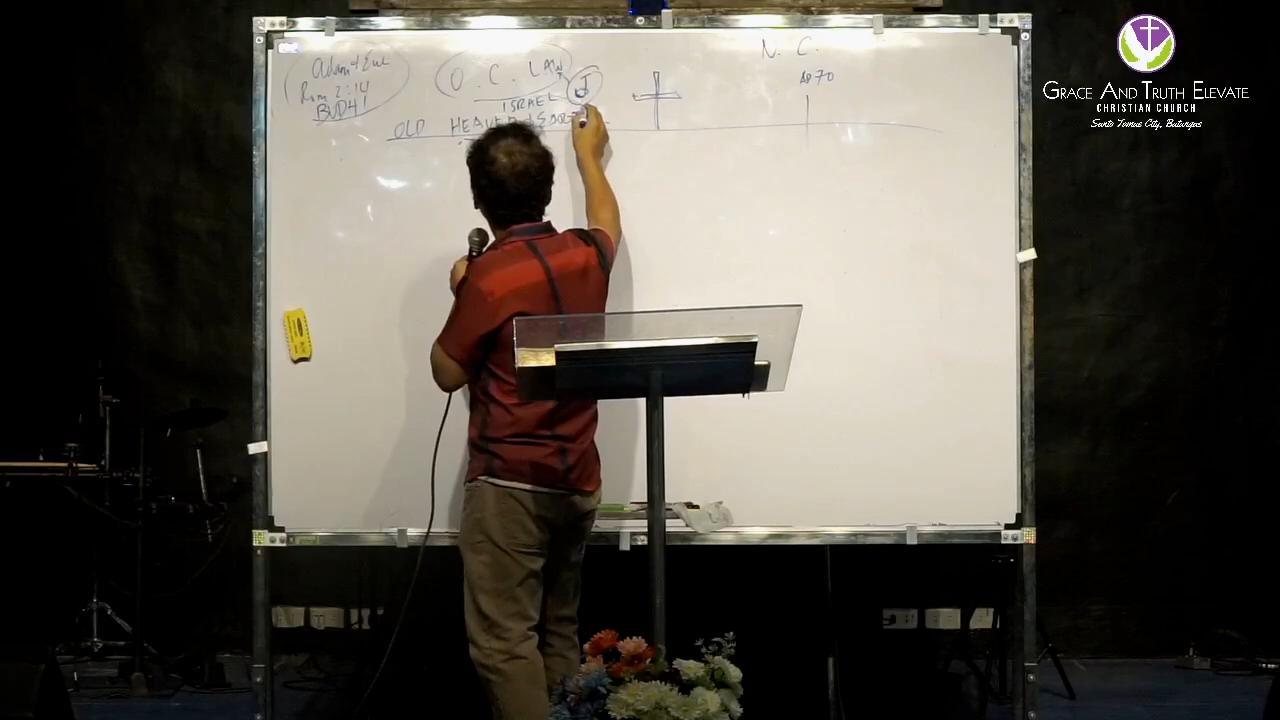 Adam + Eve
Rom 2:14
O. C. LAW
ISRAEL
J
OLD HEAVEN + EARTH
N. C.
AD 70
GRACE AND TRUTH ELEVATE
CHRISTIAN CHURCH
Santo Tomas City, Batangas